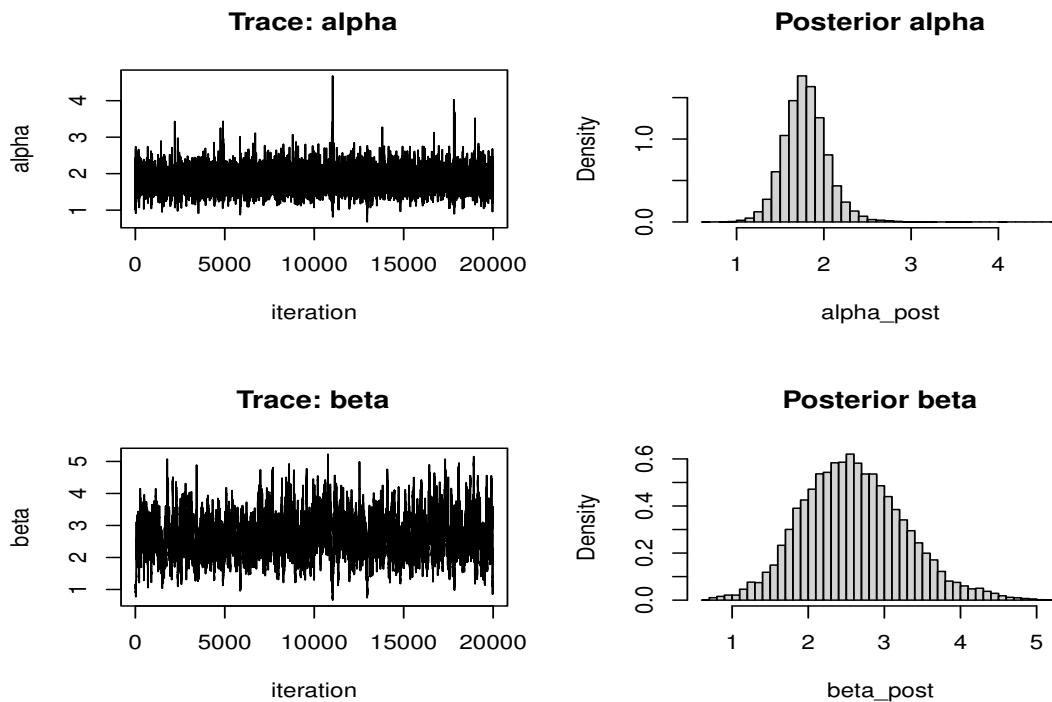 Trace: alpha
alpha
1
2
3
4
0
5000
10000
15000
20000
iteration
Posterior alpha
Density
0.0
1.0
1
2
3
4
alpha_post
Trace: beta
beta
1
2
3
4
5
0
5000
10000
15000
20000
iteration
Posterior beta
Density
0.0
0.2
0.4
0.6
1
2
3
4
5
beta_post